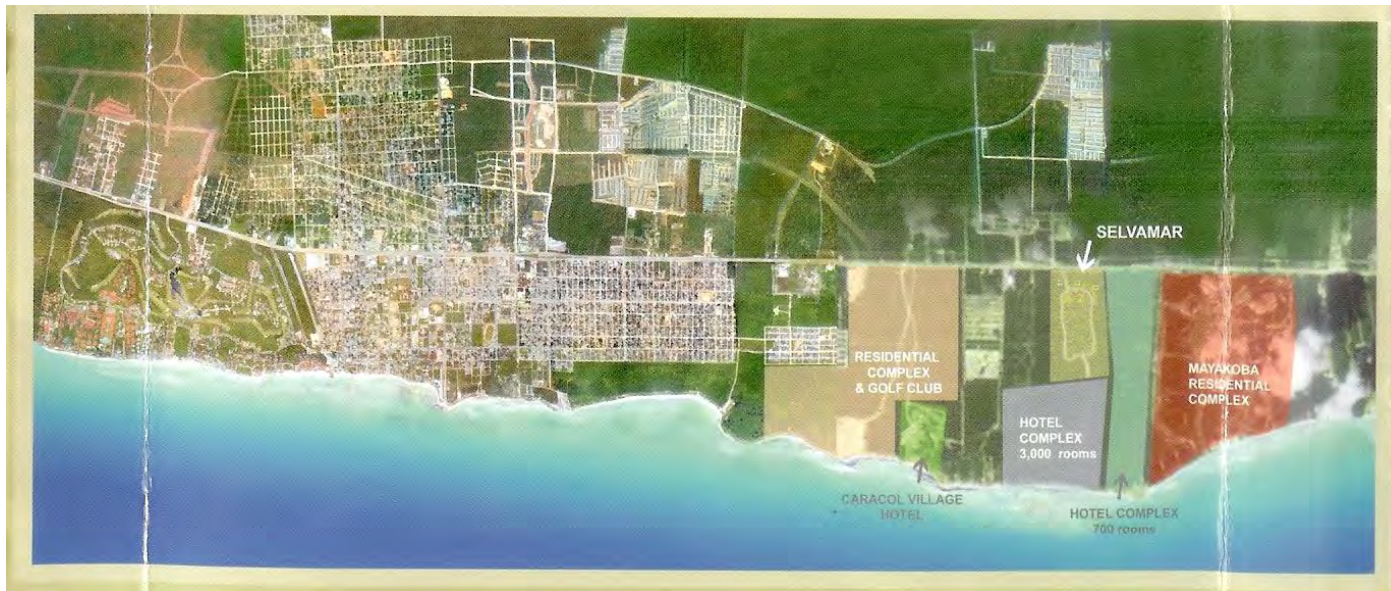 SELVAMAR
RESIDENTIAL
COMPLEX
& GOLF CLUB
MAYAKOBA
RESIDENTIAL
COMPLEX
HOTEL
COMPLEX
3,000 rooms
CARACOL VILLAGE
HOTEL
HOTEL COMPLEX
700 rooms